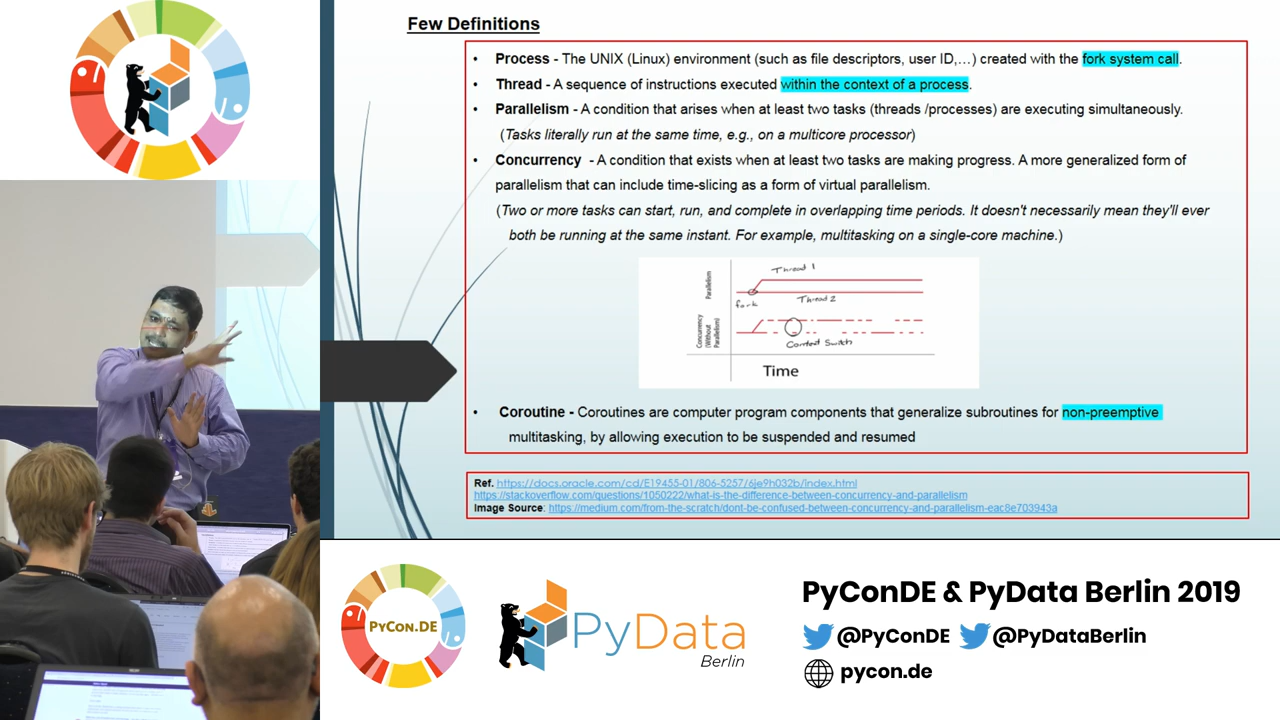 Few Definitions
• Process - The UNIX (Linux) environment (such as file descriptors, user ID,…) created with the fork system call.
• Thread - A sequence of instructions executed within the context of a process.
• Parallelism - A condition that arises when at least two tasks (threads /processes) are executing simultaneously.
(Tasks literally run at the same time, e.g., on a multicore processor)
• Concurrency - A condition that exists when at least two tasks are making progress. A more generalized form of
parallelism that can include time-slicing as a form of virtual parallelism.
(Two or more tasks can start, run, and complete in overlapping time periods. It doesn't necessarily mean they'll ever
both be running at the same instant. For example, multitasking on a single-core machine.)
Parallelism
Thread 1
fork
Thread 2
Concurrency
(Without
Parallelism)
Context Switch
Time
• Coroutine - Coroutines are computer program components that generalize subroutines for non-preemptive
multitasking, by allowing execution to be suspended and resumed
Ref. https://docs.oracle.com/cd/E19455-01/806-5257/6je9h032b/index.html
https://stackoverflow.com/questions/1050222/what-is-the-difference-between-concurrency-and-parallelism
Image Source: https://medium.com/from-the-scratch/dont-be-confused-between-concurrency-and-parallelism-eac8e703943a
PYCON.DE
PyData
Berlin
PyConDE & PyData Berlin 2019
@PyConDE @PyDataBerlin
pycon.de